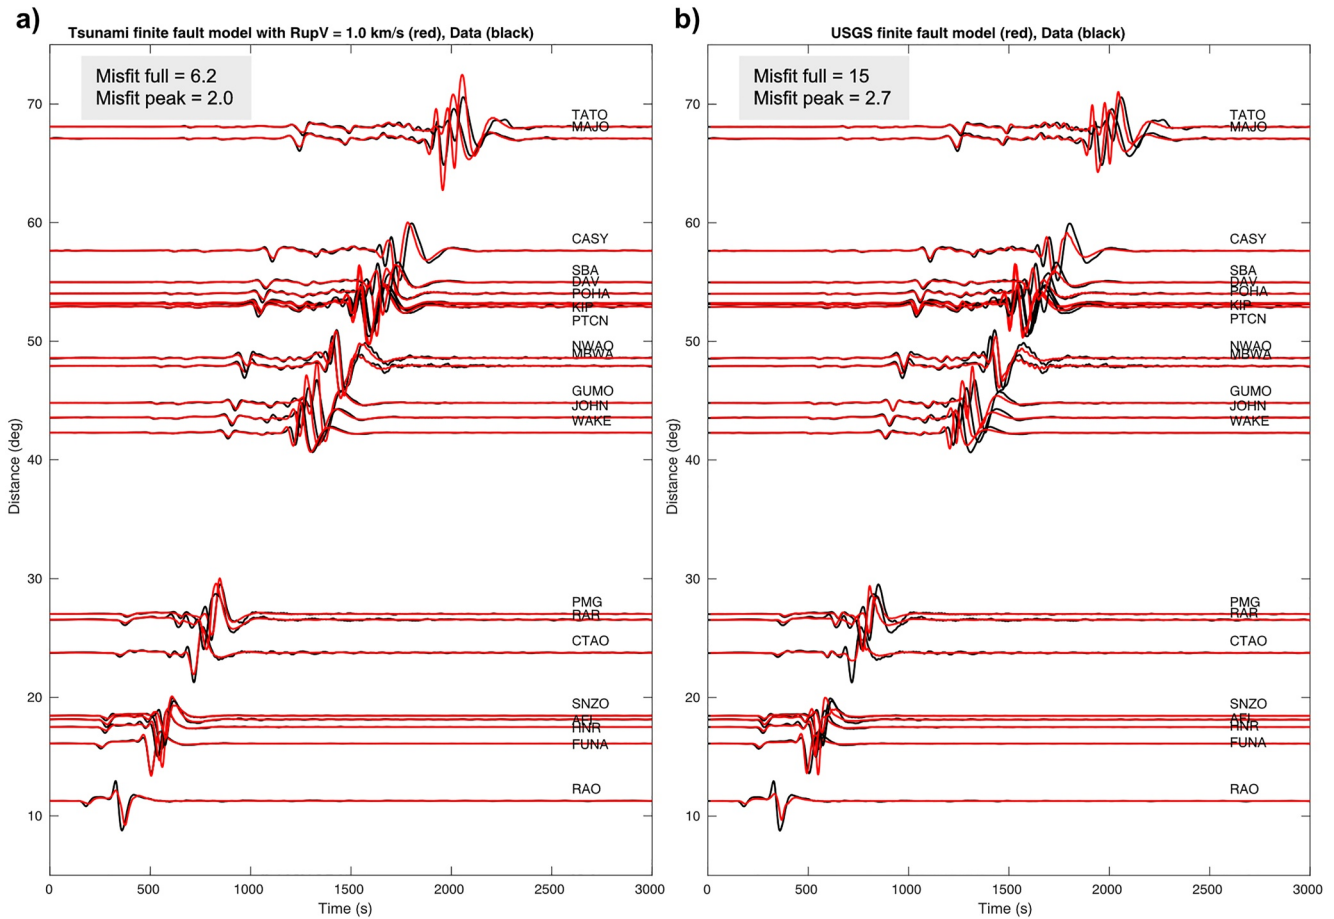 a)
Tsunami finite fault model with RupV = 1.0 km/s (red), Data (black)
Misfit full = 6.2
Misfit peak = 2.0
70
60
50
40
30
20
10
Distance (deg)
TATO
MAJO
CASY
SBA
DAV
POHA
KIP
PTCN
NWAO
MBWA
GUMO
JOHN
WAKE
PMG
RAR
CTAO
SNZO
AFI
HNR
FUNA
RAO
0
500
1000
1500
2000
2500
3000
Time (s)
b)
USGS finite fault model (red), Data (black)
Misfit full = 15
Misfit peak = 2.7
70
60
50
40
30
20
10
Distance (deg)
TATO
MAJO
CASY
SBA
DAV
POHA
KIP
PTCN
NWAO
MBWA
GUMO
JOHN
WAKE
PMG
RAR
CTAO
SNZO
AFI
HNR
FUNA
RAO
0
500
1000
1500
2000
2500
3000
Time (s)